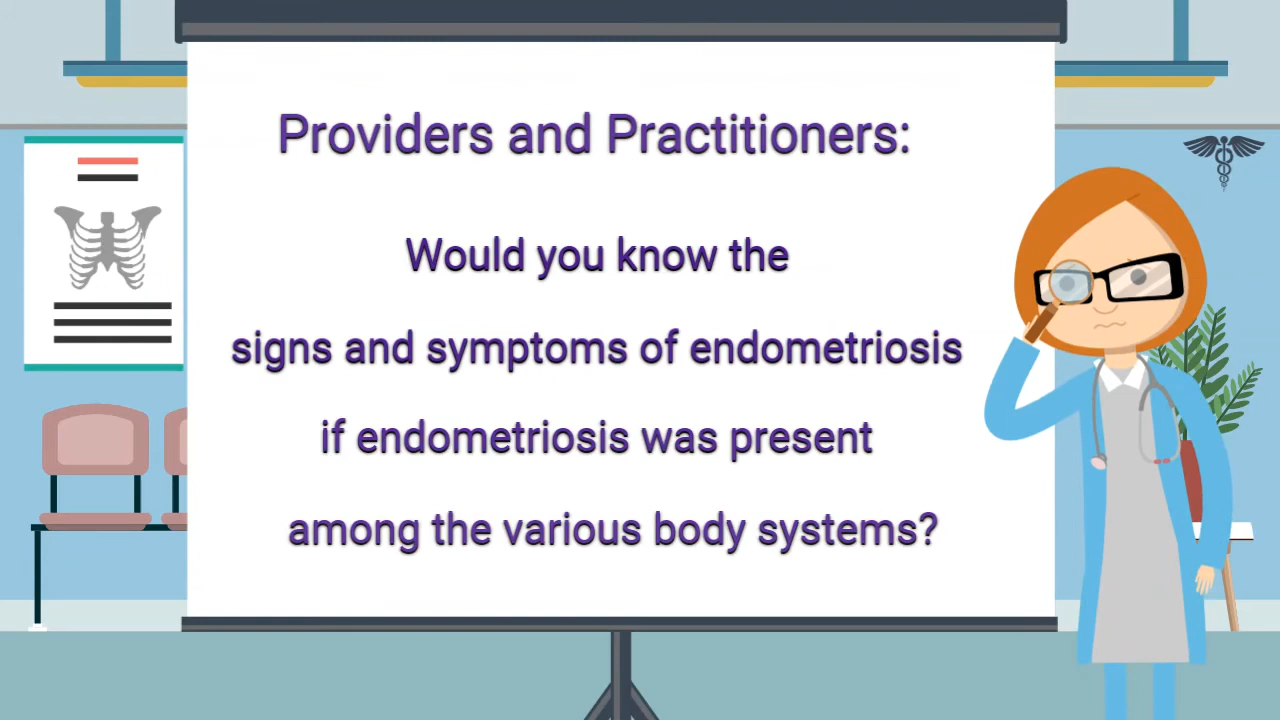 Providers and Practitioners:
Would you know the
signs and symptoms of endometriosis
if endometriosis was present
among the various body systems?